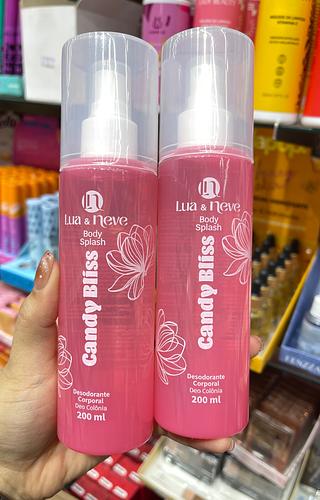 Lua & Neve
Body
Splash
Candy Bliss
Desodorante
Corporal
Deo Colônia
200 ml
Lua & Neve
Body
Splash
Candy Bliss
Desodorante
Corporal
Deo Colônia
200 ml